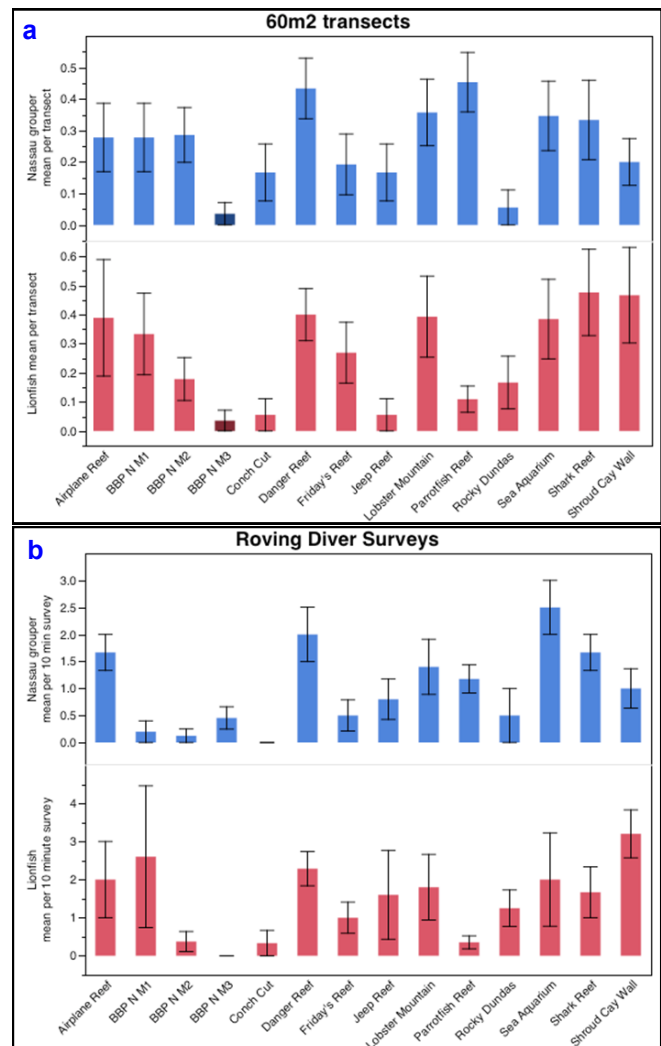 a
60m2 transects
Nassau grouper
mean per transect
0.5
0.4
0.3
0.2
0.1
0.0
Lionfish mean per transect
0.6
0.5
0.4
0.3
0.2
0.1
0.0
Airplane Reef
BBP N M1
BBP N M2
BBP N M3
Conch Cut
Danger Reef
Friday's Reef
Jeep Reef
Lobster Mountain
Parrotfish Reef
Rocky Dundas
Sea Aquarium
Shark Reef
Shroud Cay Wall
b
Roving Diver Surveys
Nassau grouper
mean per 10 min survey
3.0
2.5
2.0
1.5
1.0
0.5
0.0
Lionfish
mean per 10 minute survey
4
3
2
1
0
Airplane Reef
BBP N M1
BBP N M2
BBP N M3
Conch Cut
Danger Reef
Friday's Reef
Jeep Reef
Lobster Mountain
Parrotfish Reef
Rocky Dundas
Sea Aquarium
Shark Reef
Shroud Cay Wall